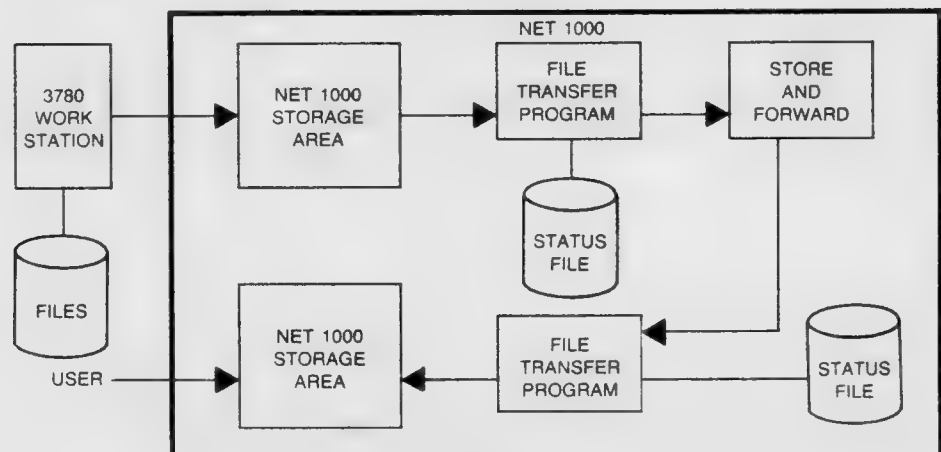 NET 1000
3780
WORK
STATION
NET 1000
STORAGE
AREA
FILE
TRANSFER
PROGRAM
STORE
AND
FORWARD
STATUS
FILE
FILES
NET 1000
STORAGE
AREA
FILE
TRANSFER
PROGRAM
STATUS
FILE
USER